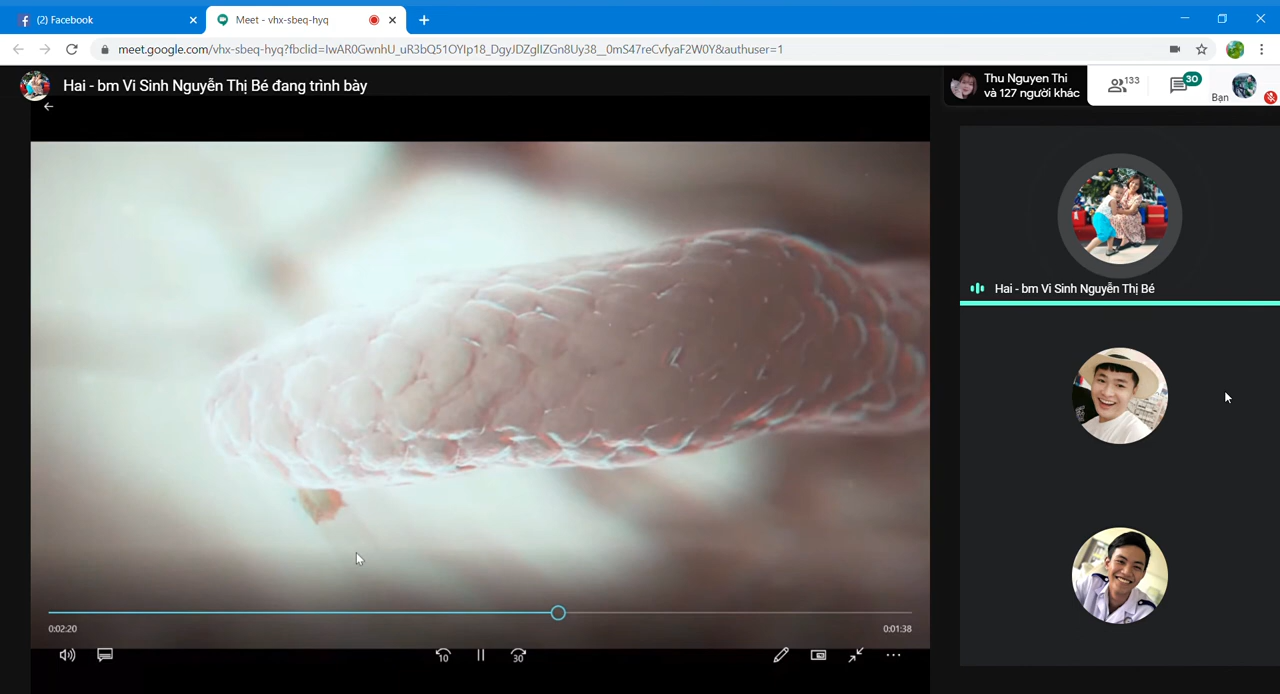 (2) Facebook
Meet - vhx-sbeq-hyq
meet.google.com/vhx-sbeq-hyq?fbclid=IwAR0GwnhU_uR3bQ51OYIp18_DgyJDZglIZGn8Uy38__0mS47reCvfyaF2W0Y&authuser=1
Hai - bm Vi Sinh Nguyễn Thị Bé đang trình bày
Thu Nguyen Thi
và 127 người khác
133
30
Bạn
Hai - bm Vi Sinh Nguyễn Thị Bé
0:02:20
0:01:38
10
30